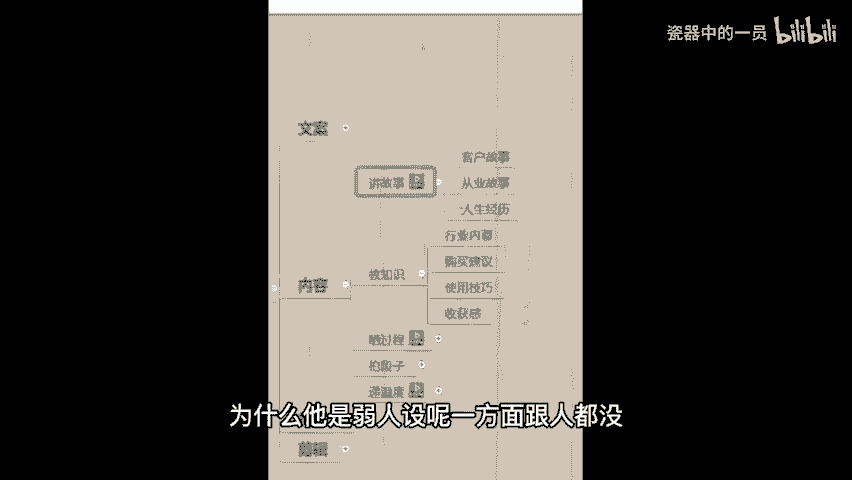 瓷器中的一员 bilibili
文案
客户故事
讲故事
从业故事
人生经历
行业内幕
教知识
购买建议
内容
使用技巧
收获感
晒过程
拍段子
递温度
为什么他是弱人设呢一方面跟人都没
剪辑